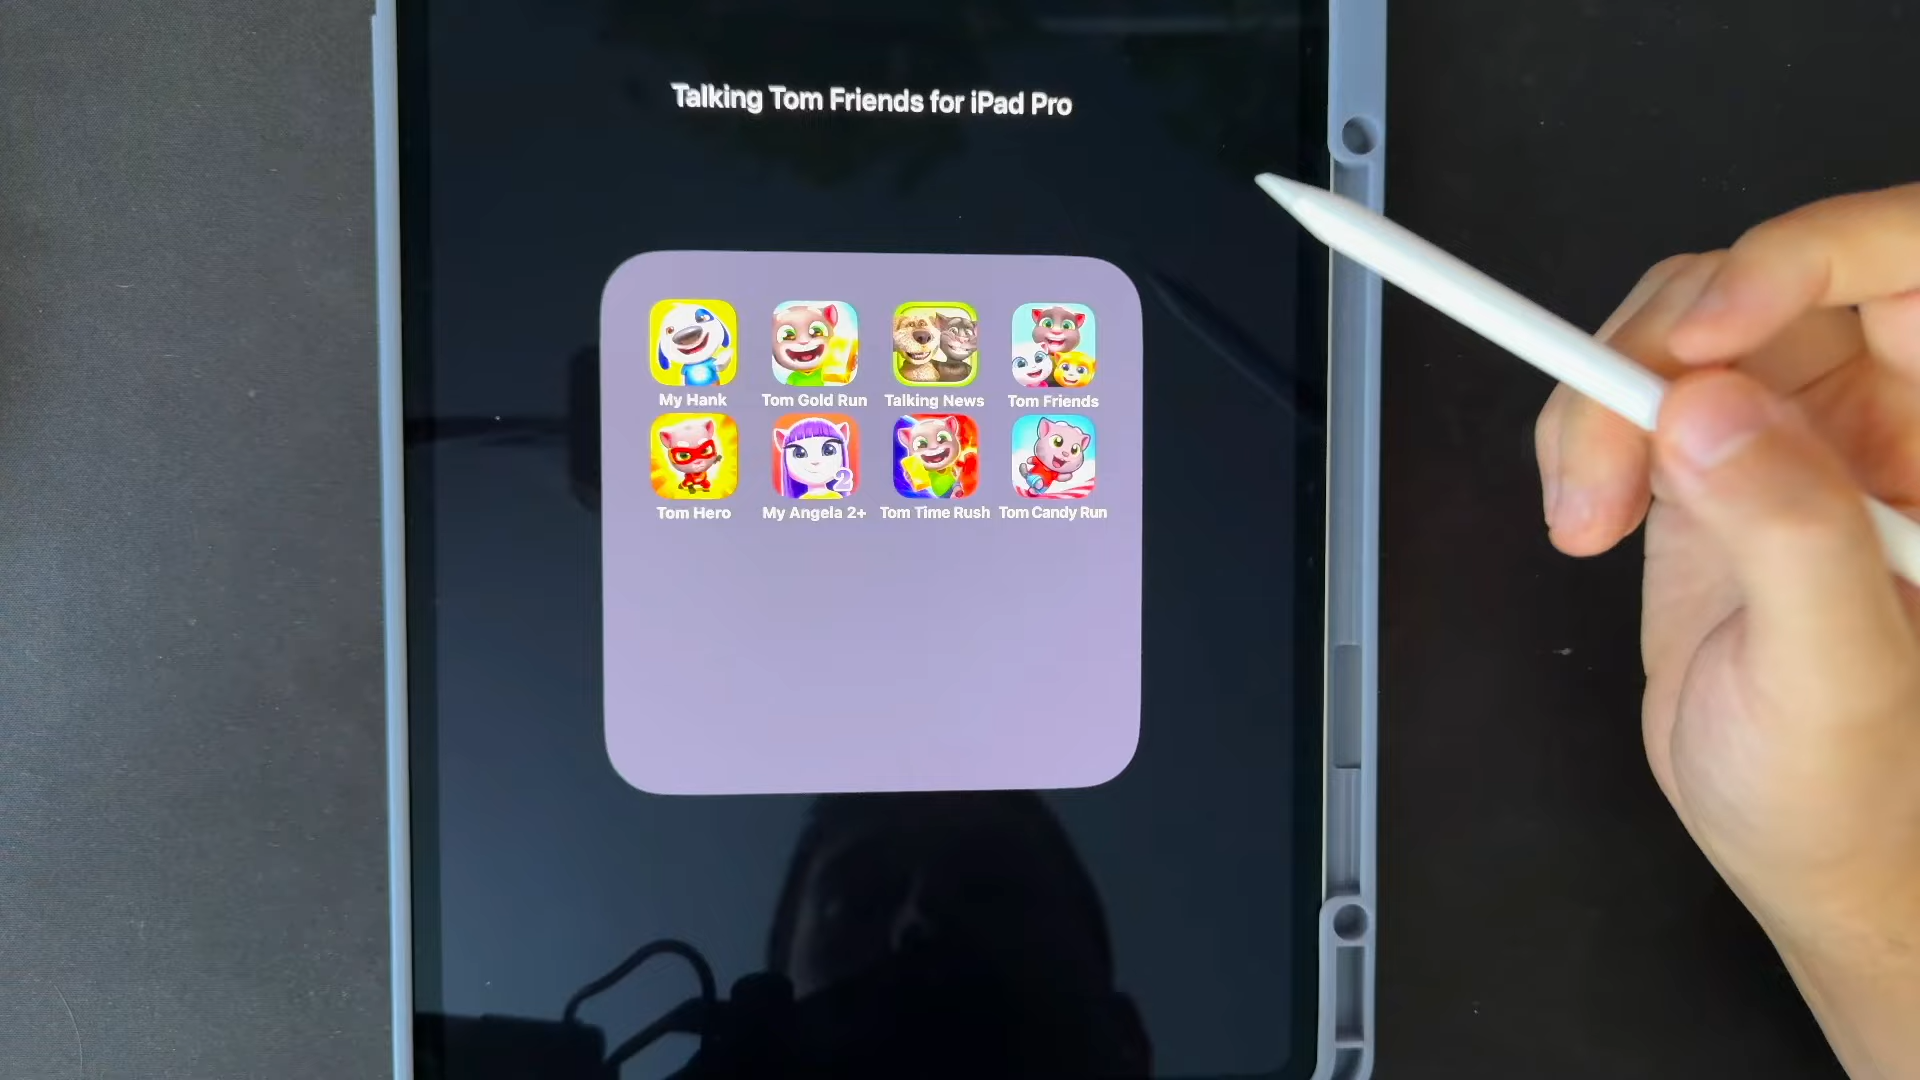 Talking Tom Friends for iPad Pro
My Hank Tom Gold Run Talking News Tom Friends
2
Tom Hero My Angela 2+ Tom Time Rush Tom Candy Run